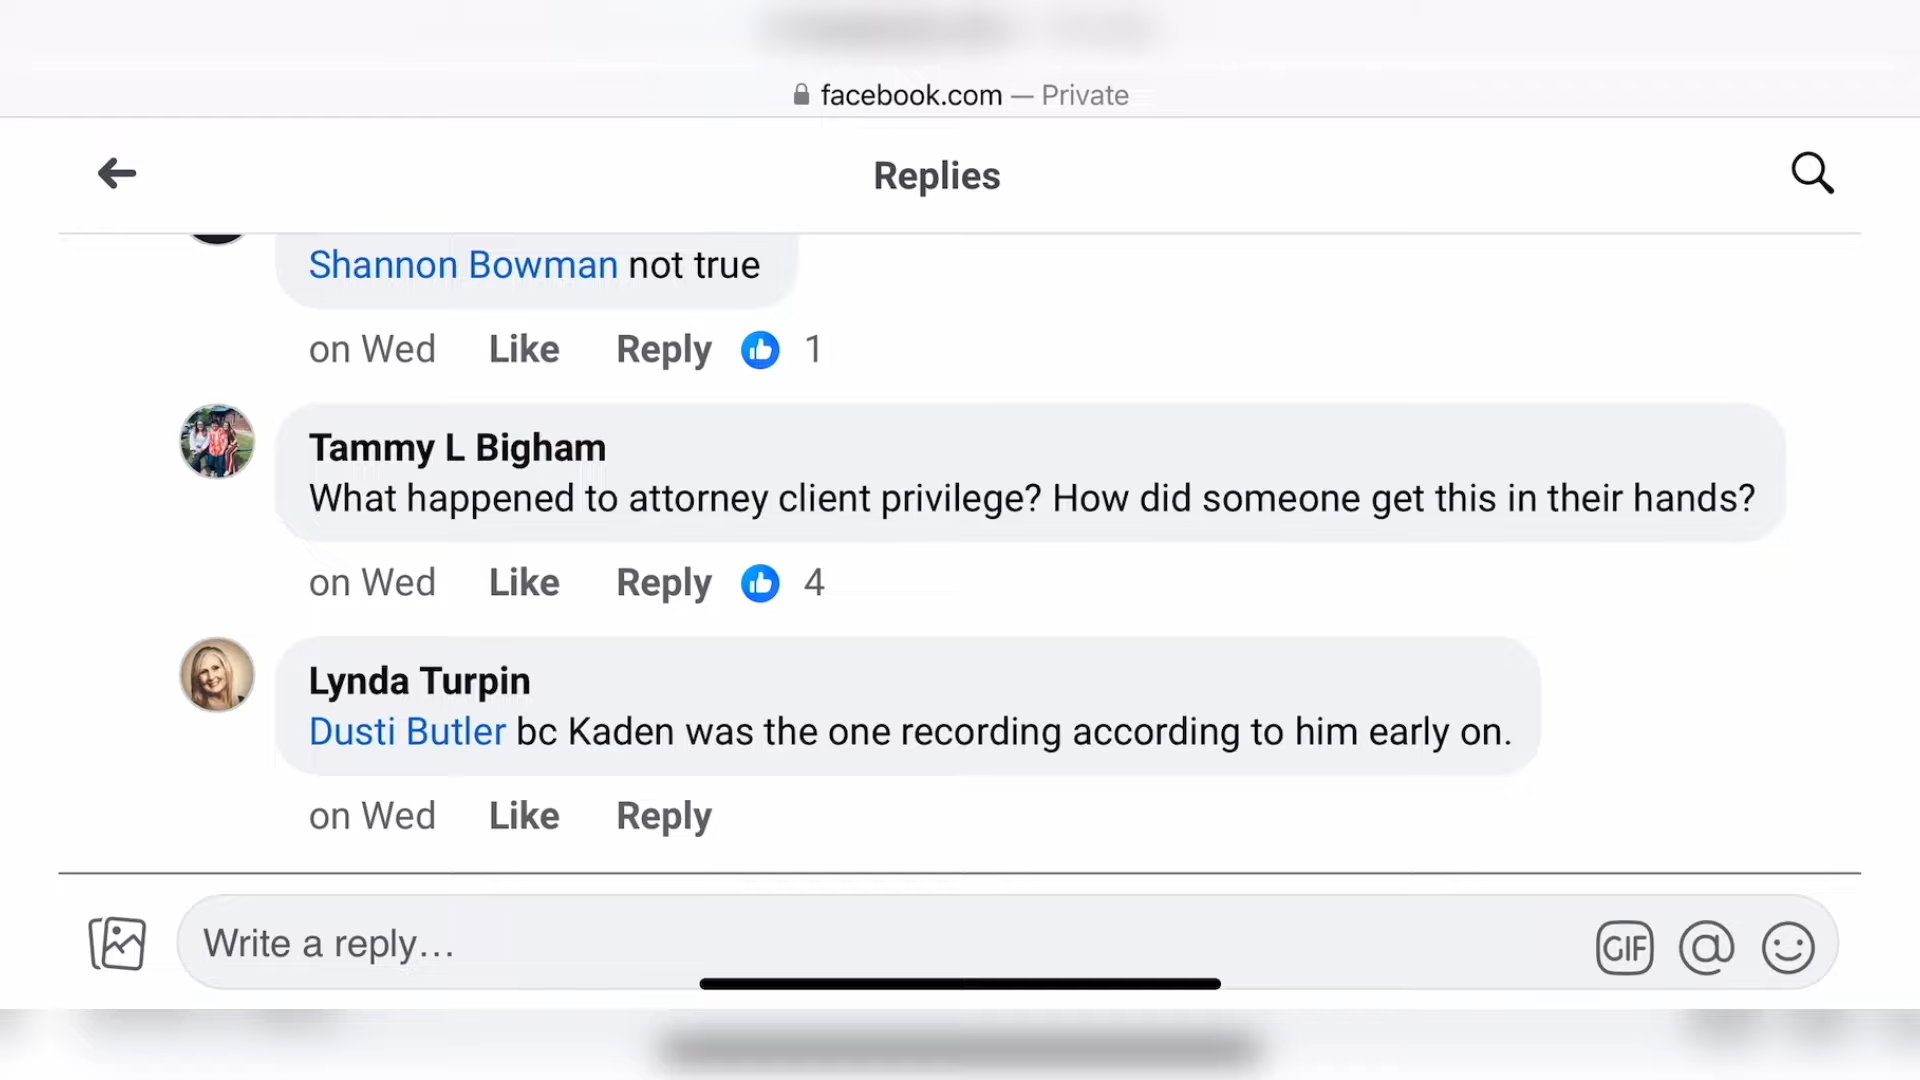 facebook.com — Private
Replies
Shannon Bowman not true
on Wed Like Reply 1
Tammy L Bigham
What happened to attorney client privilege? How did someone get this in their hands?
on Wed Like Reply 4
Lynda Turpin
Dusti Butler bc Kaden was the one recording according to him early on.
on Wed Like Reply
Write a reply...
GIF @